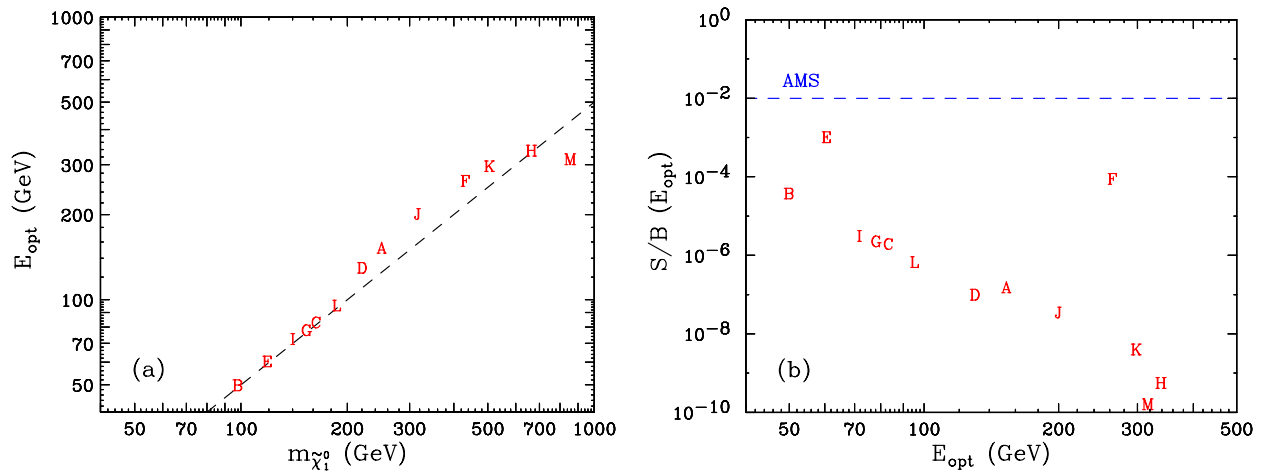 1000
700
500
300
200
100
70
50
E_opt (GeV)
K
H
M
F
J
A
D
L
C
G
I
E
B
(a)
50 70 100 200 300 500 700 1000
m_χ̃₁⁰ (GeV)
10⁰
10⁻²
10⁻⁴
10⁻⁶
10⁻⁸
10⁻¹⁰
S/B (E_opt)
AMS
E
B
F
I
G
C
L
D
A
J
K
H
M
(b)
50 70 100 200 300 500
E_opt (GeV)